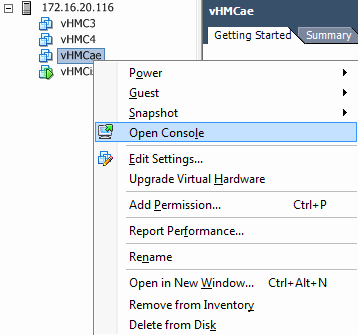 172.16.20.116
vHMC3
vHMC4
vHMCae
vHMCi
vHMCae
Getting Started Summary
Power
Guest
Snapshot
Open Console
Edit Settings...
Upgrade Virtual Hardware
Add Permission... Ctrl+P
Report Performance...
Rename
Open in New Window... Ctrl+Alt+N
Remove from Inventory
Delete from Disk